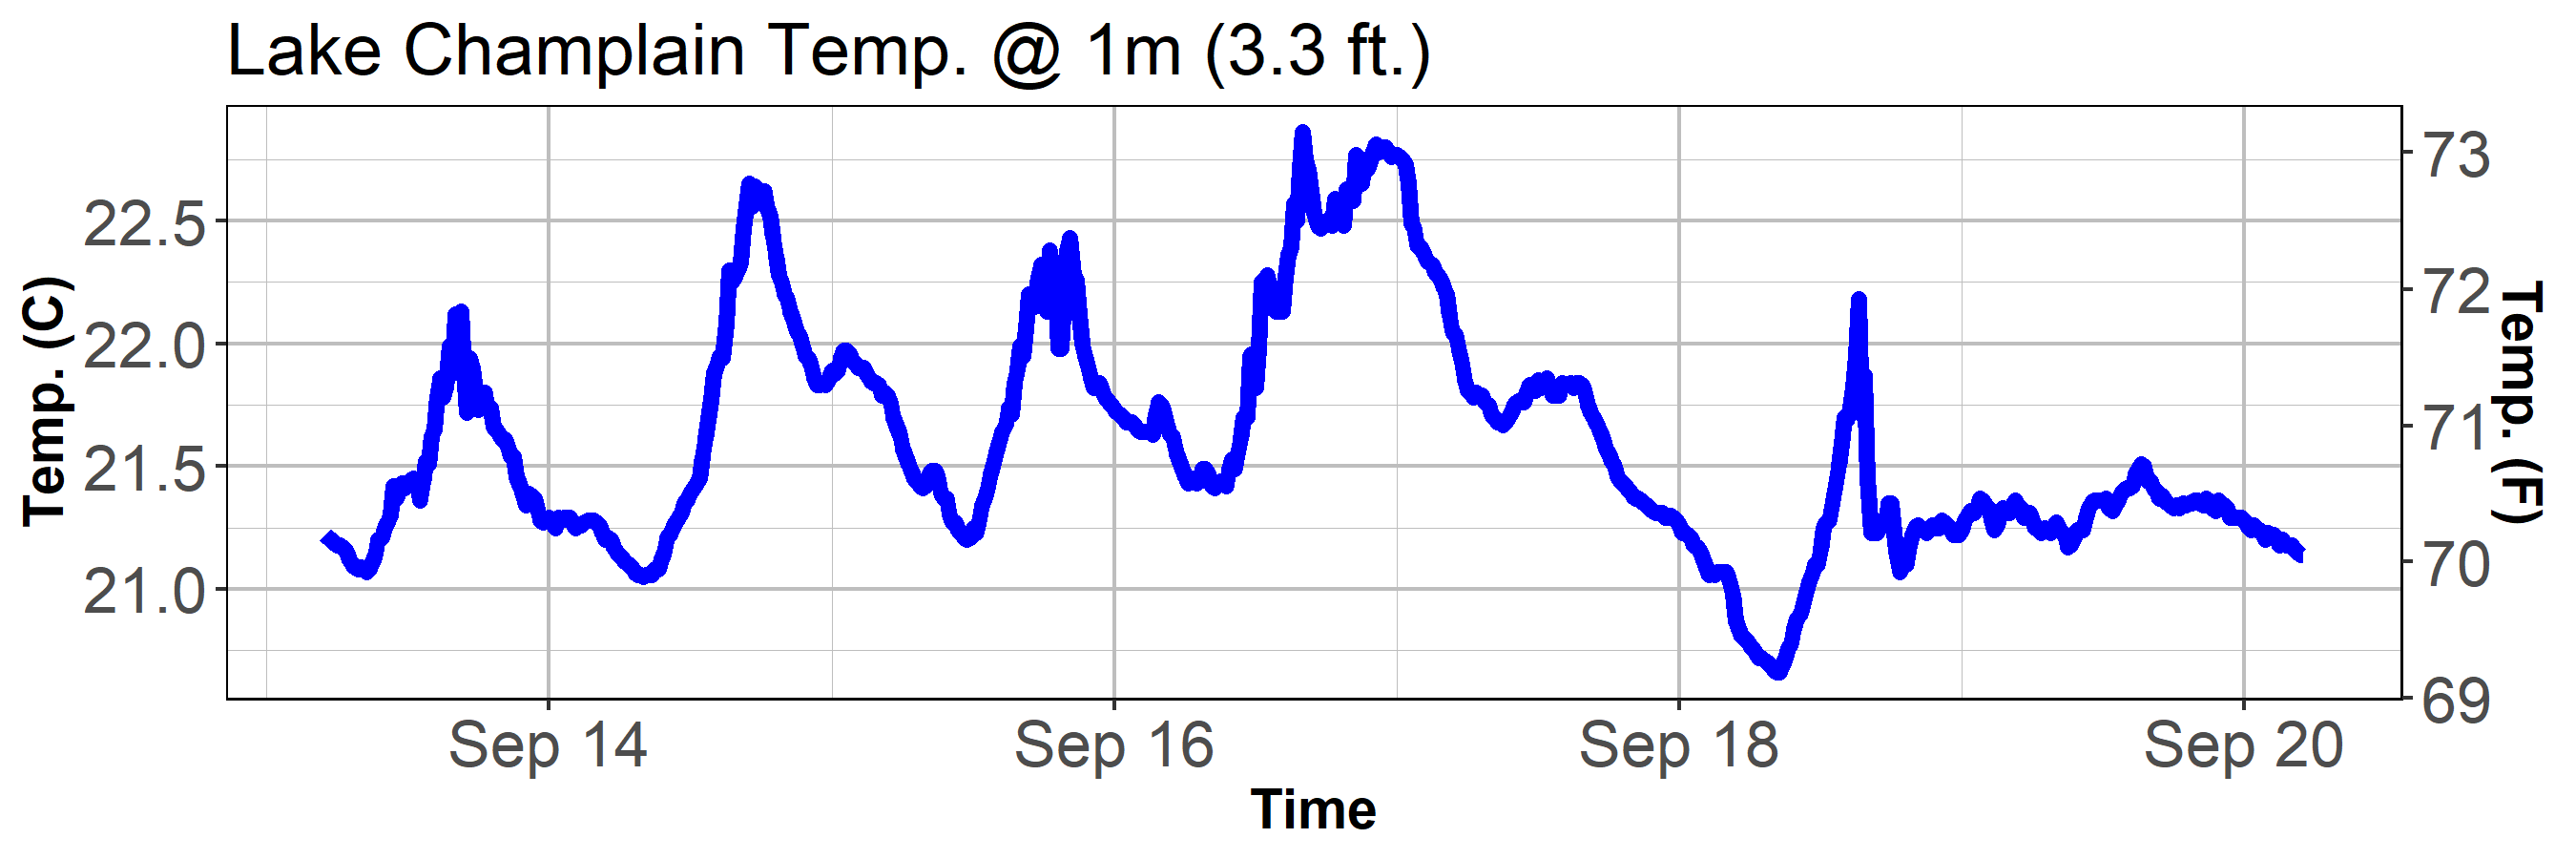 Lake Champlain Temp. @ 1m (3.3 ft.)
Temp. (C)
22.5
22.0
21.5
21.0
73
72
71
70
69
Temp. (F)
Sep 14
Sep 16
Sep 18
Sep 20
Time